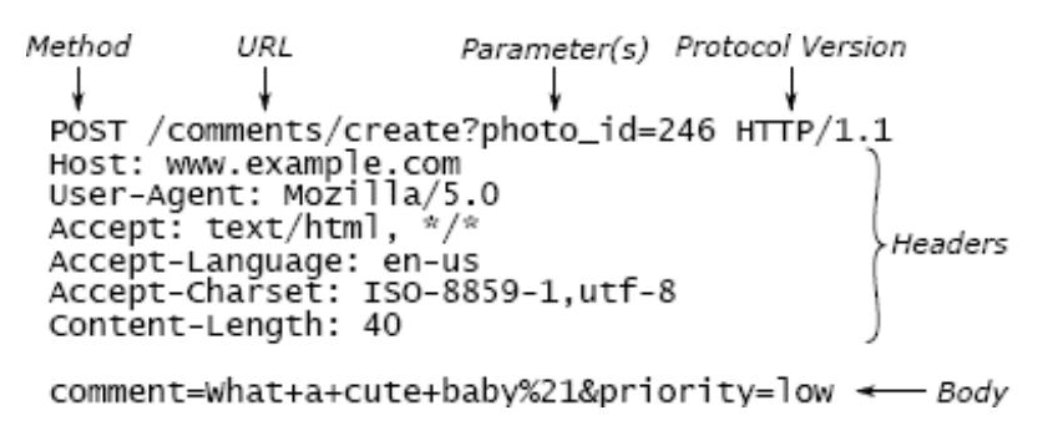 Method URL Parameter(s) Protocol Version
POST /comments/create?photo_id=246 HTTP/1.1
Host: www.example.com
User-Agent: Mozilla/5.0
Accept: text/html, */*
Accept-Language: en-us
Accept-Charset: ISO-8859-1,utf-8
Content-Length: 40
Headers
comment=what+a+cute+baby%21&priority=low
Body